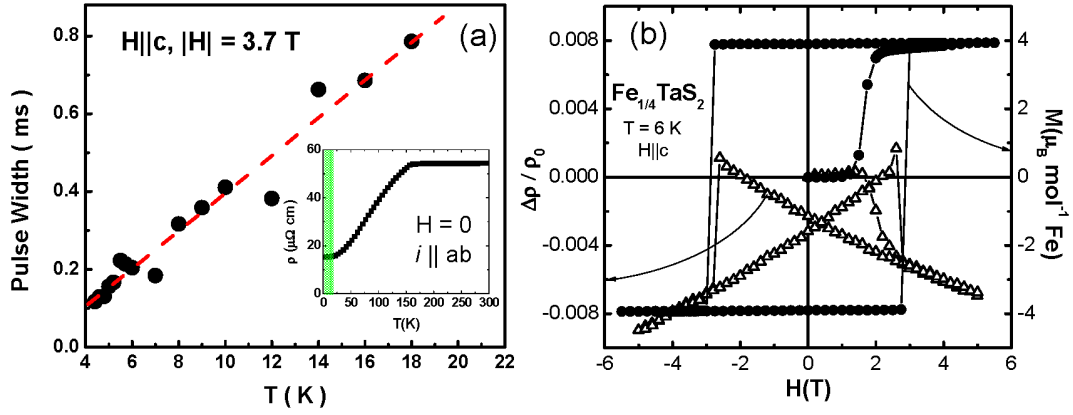 H||c, |H| = 3.7 T
(a)
Pulse Width ( ms )
0.8
0.6
0.4
0.2
0.0
4 6 8 10 12 14 16 18 20 22
T ( K )
ρ (μΩ cm)
60
40
20
0
H = 0
i || ab
0 50 100 150 200 250 300
T(K)
(b)
Δρ / ρ0
0.008
0.004
0.000
-0.004
-0.008
Fe1/4TaS2
T = 6 K
H||c
4
2
0
-2
-4
M(μB mol-1 Fe)
-6 -4 -2 0 2 4 6
H(T)